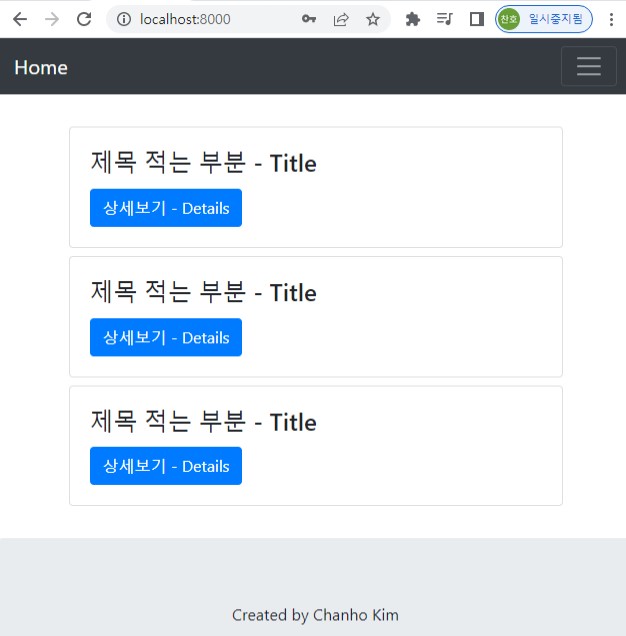 localhost:8000
찬호 일시중지됨
Home
제목 적는 부분 - Title
상세보기 - Details
제목 적는 부분 - Title
상세보기 - Details
제목 적는 부분 - Title
상세보기 - Details
Created by Chanho Kim